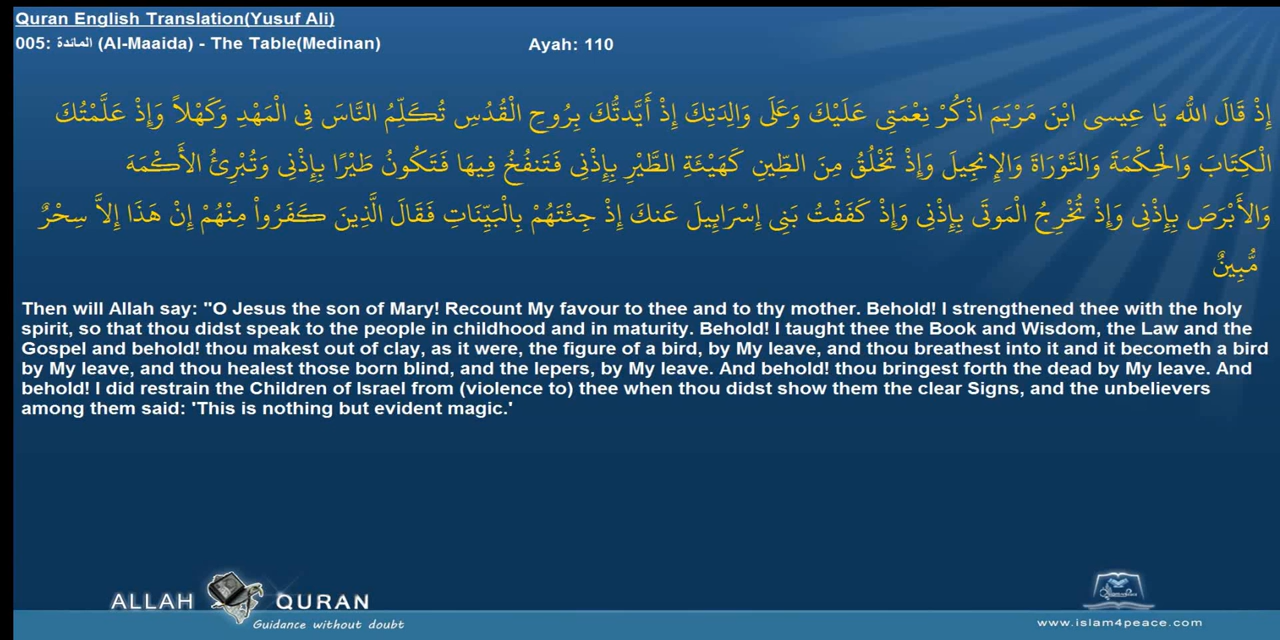 Quran English Translation(Yusuf Ali)
005: المائدة (Al-Maaida) - The Table(Medinan)
Ayah: 110
إِذْ قَالَ اللّهُ يَا عِيسى ابْنَ مَرْيَمَ اذْكُرْ نِعْمَتِي عَلَيْكَ وَعَلَى وَالِدَتِكَ إِذْ أَيَّدتُّكَ بِرُوحِ الْقُدُسِ تُكَلِّمُ النَّاسَ فِي الْمَهْدِ وَكَهْلاً وَإِذْ عَلَّمْتُكَ
الْكِتَابَ وَالْحِكْمَةَ وَالتَّوْرَاةَ وَالإِنجِيلَ وَإِذْ تَخْلُقُ مِنَ الطِّينِ كَهَيْئَةِ الطَّيْرِ بِإِذْنِي فَتَنفُخُ فِيهَا فَتَكُونُ طَيْرًا بِإِذْنِي وَتُبْرِئُ الأَكْمَهَ
وَالأَبْرَصَ بِإِذْنِي وَإِذْ تُخْرِجُ الْمَوتَى بِإِذْنِي وَإِذْ كَفَفْتُ بَنِي إِسْرَائِيلَ عَنكَ إِذْ جِئْتَهُمْ بِالْبَيِّنَاتِ فَقَالَ الَّذِينَ كَفَرُواْ مِنْهُمْ إِنْ هَذَا إِلاَّ سِحْرٌ
مُّبِينٌ
Then will Allah say: "O Jesus the son of Mary! Recount My favour to thee and to thy mother. Behold! I strengthened thee with the holy
spirit, so that thou didst speak to the people in childhood and in maturity. Behold! I taught thee the Book and Wisdom, the Law and the
Gospel and behold! thou makest out of clay, as it were, the figure of a bird, by My leave, and thou breathest into it and it becometh a bird
by My leave, and thou healest those born blind, and the lepers, by My leave. And behold! thou bringest forth the dead by My leave. And
behold! I did restrain the Children of Israel from (violence to) thee when thou didst show them the clear Signs, and the unbelievers
among them said: 'This is nothing but evident magic.'
ALLAH QURAN
Guidance without doubt
www.islam4peace.com